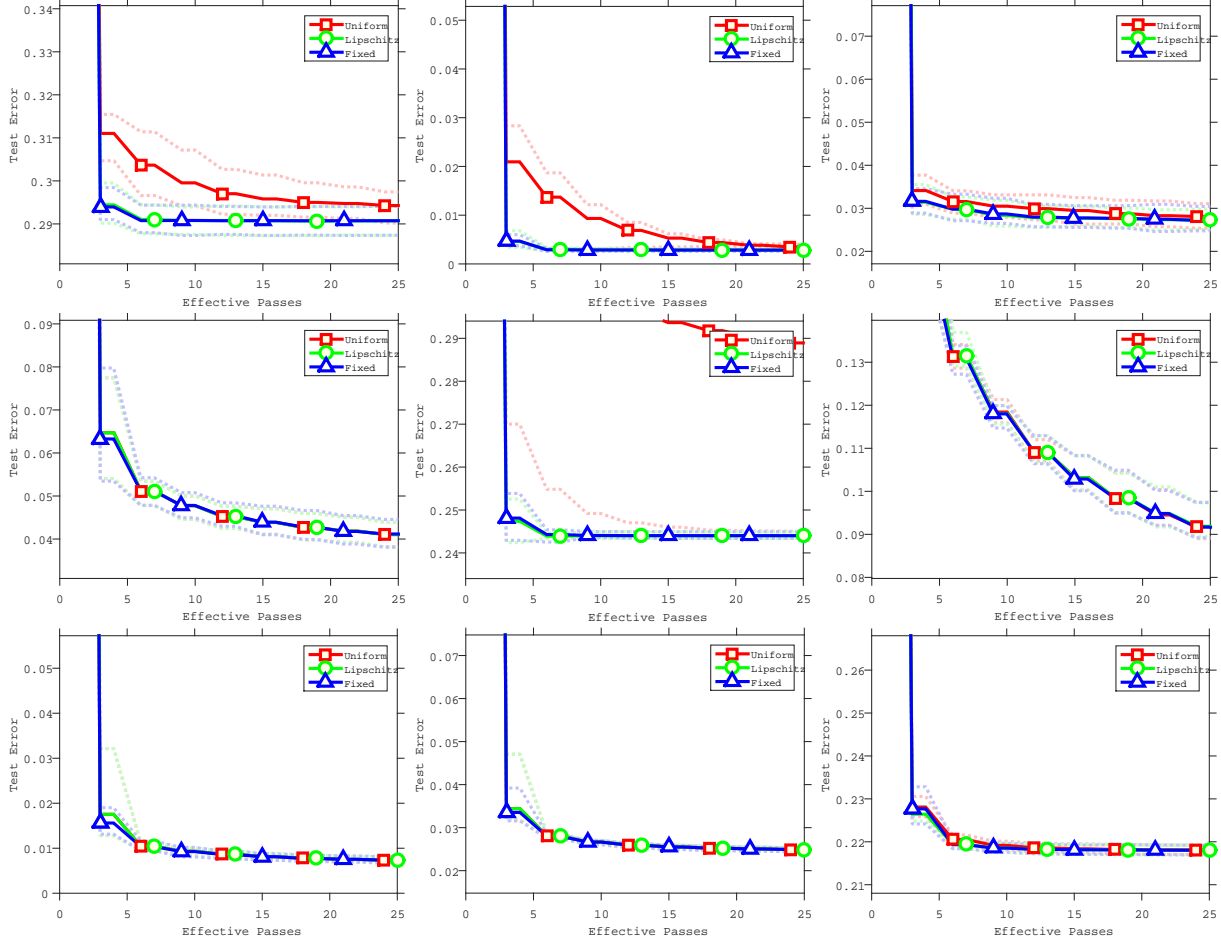 0.34
0.33
0.32
0.31
0.3
0.29
Test Error
0 5 10 15 20 25
Effective Passes
Uniform
Lipschitz
Fixed
0.05
0.04
0.03
0.02
0.01
0
Test Error
0 5 10 15 20 25
Effective Passes
Uniform
Lipschitz
Fixed
0.07
0.06
0.05
0.04
0.03
0.02
Test Error
0 5 10 15 20 25
Effective Passes
Uniform
Lipschitz
Fixed
0.09
0.08
0.07
0.06
0.05
0.04
Test Error
0 5 10 15 20 25
Effective Passes
Uniform
Lipschitz
Fixed
0.29
0.28
0.27
0.26
0.25
0.24
Test Error
0 5 10 15 20 25
Effective Passes
Uniform
Lipschitz
Fixed
0.13
0.12
0.11
0.1
0.09
0.08
Test Error
0 5 10 15 20 25
Effective Passes
Uniform
Lipschitz
Fixed
0.05
0.04
0.03
0.02
0.01
0
Test Error
0 5 10 15 20 25
Effective Passes
Uniform
Lipschitz
Fixed
0.07
0.06
0.05
0.04
0.03
0.02
Test Error
0 5 10 15 20 25
Effective Passes
Uniform
Lipschitz
Fixed
0.26
0.25
0.24
0.23
0.22
0.21
Test Error
0 5 10 15 20 25
Effective Passes
Uniform
Lipschitz
Fixed